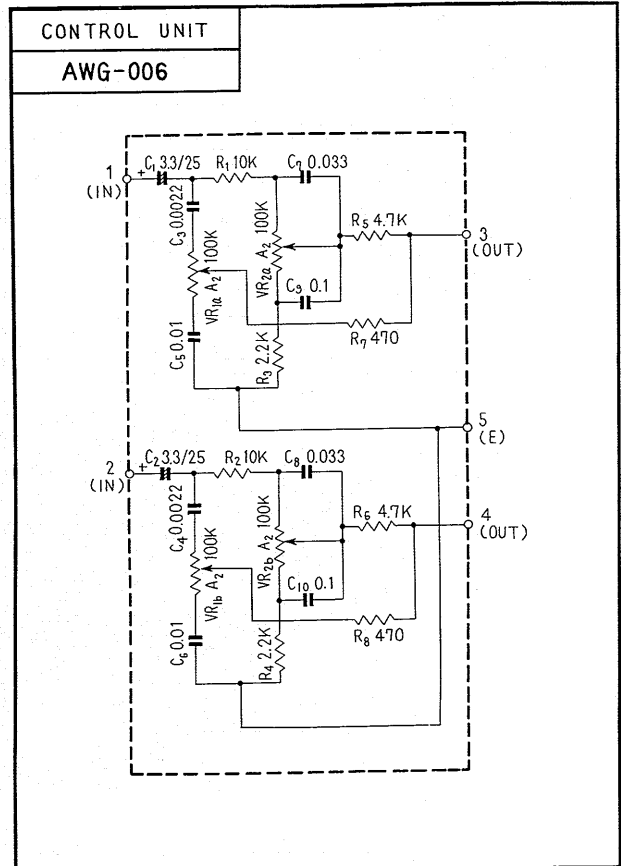 CONTROL UNIT
AWG-006
1
(IN)
+
C₁ 3.3/25
R₁ 10K
C₇ 0.033
C₃ 0.0022
VR₁ₐ A₂ 100K
VR₂ₐ A₂ 100K
R₅ 4.7K
3
(OUT)
C₉ 0.1
R₇ 470
C₅ 0.01
R₃ 2.2K
5
(E)
2
(IN)
+
C₂ 3.3/25
R₂ 10K
C₈ 0.033
C₄ 0.0022
VR₁b A₂ 100K
VR₂b A₂ 100K
R₆ 4.7K
4
(OUT)
C₁₀ 0.1
R₈ 470
C₆ 0.01
R₄ 2.2K